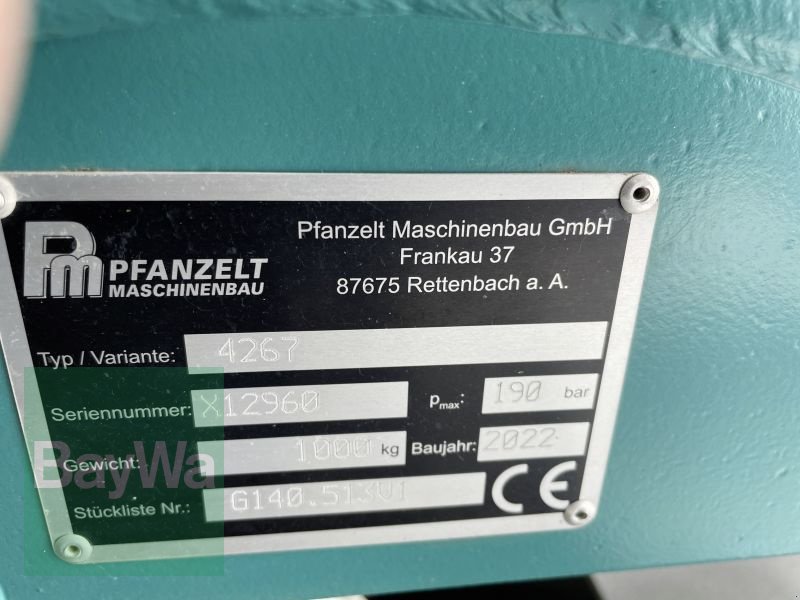 Pm PFANZELT
MASCHINENBAU
Pfanzelt Maschinenbau GmbH
Frankau 37
87675 Rettenbach a. A.
Typ / Variante: 4267
Seriennummer: X12960 pmax: 190 bar
Gewicht: 1000 kg Baujahr: 2022
Stückliste Nr.: G140.513V1 CE
BayWa